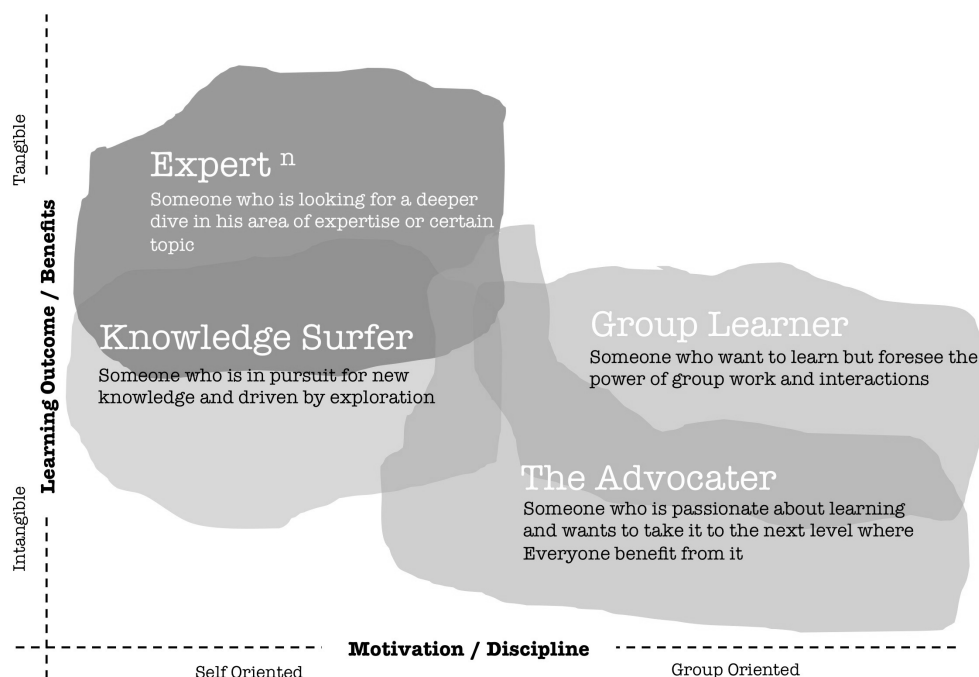 Tangible
Learning Outcome / Benefits
Intangible
Expert n
Someone who is looking for a deeper
dive in his area of expertise or certain
topic
Knowledge Surfer
Someone who is in pursuit for new
knowledge and driven by exploration
Group Learner
Someone who want to learn but foresee the
power of group work and interactions
The Advocater
Someone who is passionate about learning
and wants to take it to the next level where
Everyone benefit from it
Motivation / Discipline
Self Oriented
Group Oriented